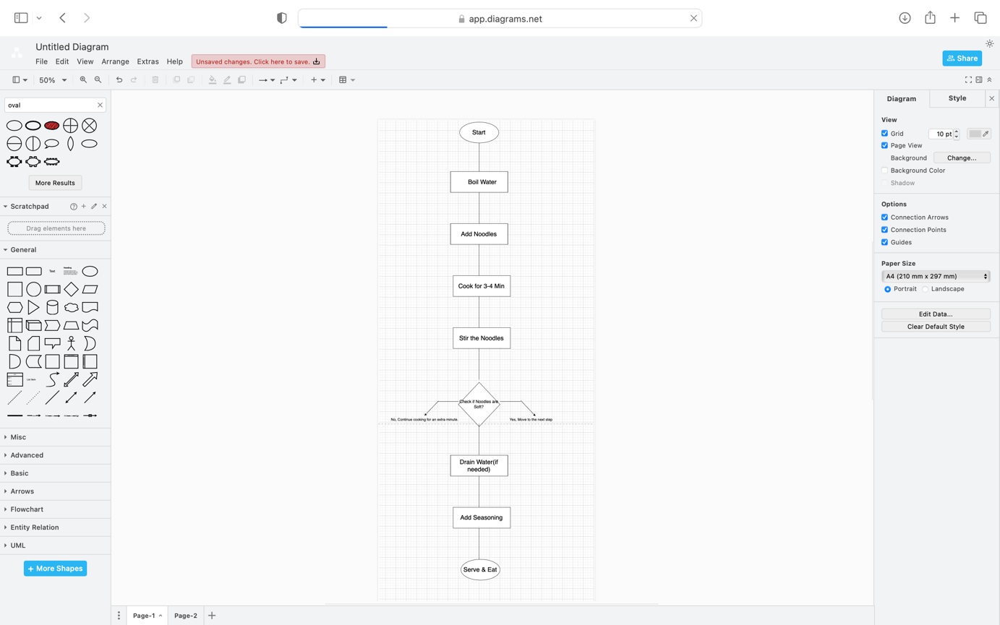 app.diagrams.net
Untitled Diagram
File Edit View Arrange Extras Help Unsaved changes. Click here to save.
Share
50%
oval
More Results
Scratchpad
Drag elements here
General
Text
Heading
List Item
Misc
Advanced
Basic
Arrows
Flowchart
Entity Relation
UML
+ More Shapes
Start
Boil Water
Add Noodles
Cook for 3-4 Min
Stir the Noodles
Check if Noodles are
Soft?
No, Continue cooking for an extra minute.
Yes, Move to the next step
Drain Water(if
needed)
Add Seasoning
Serve & Eat
Page-1 Page-2
Diagram Style
View
Grid 10 pt
Page View
Background Change...
Background Color
Shadow
Options
Connection Arrows
Connection Points
Guides
Paper Size
A4 (210 mm x 297 mm)
Portrait Landscape
Edit Data...
Clear Default Style